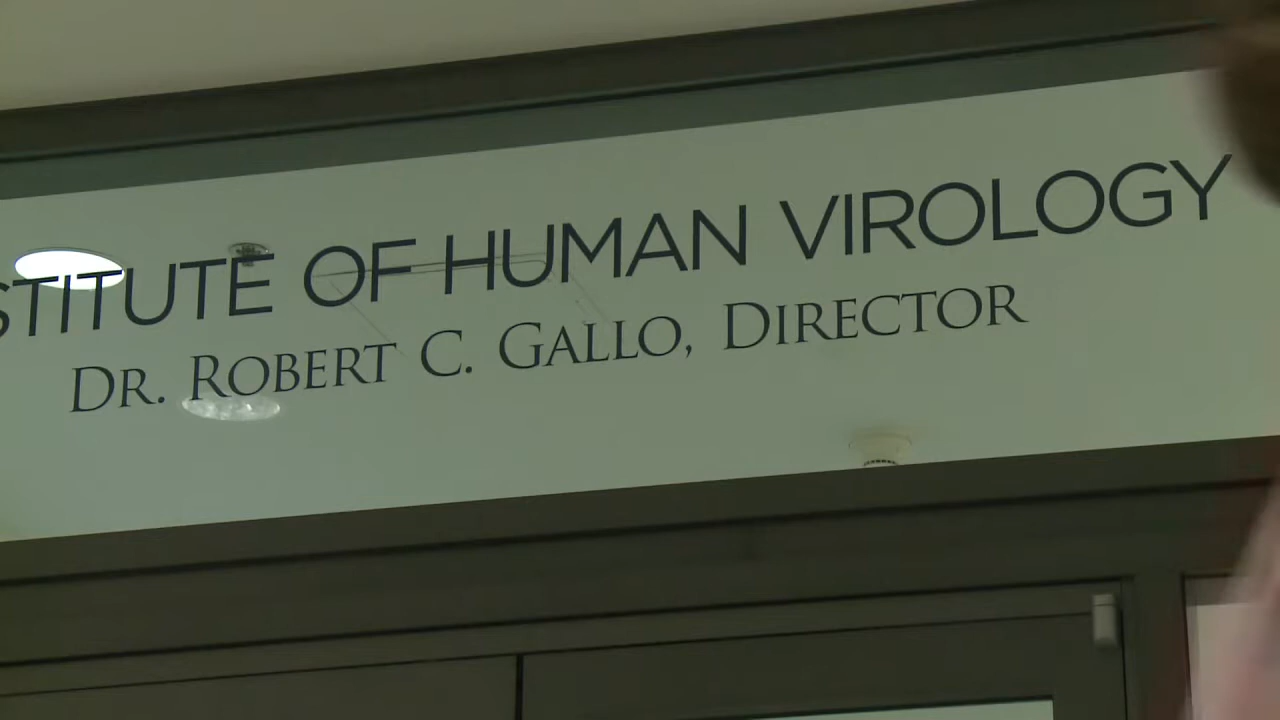 STITUTE OF HUMAN VIROLOGY
DR. ROBERT C. GALLO, DIRECTOR